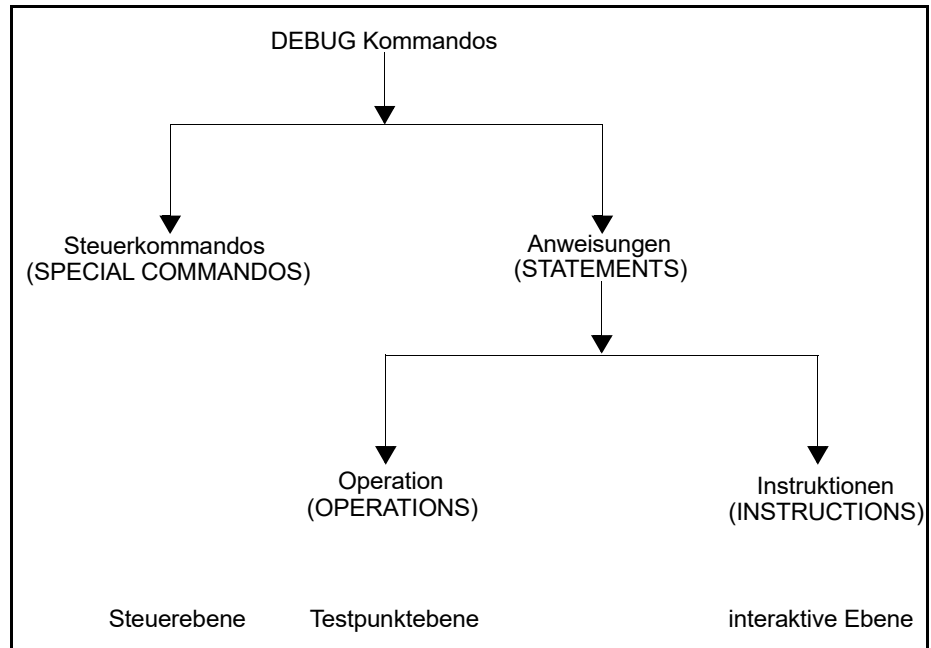 DEBUG Kommandos
Steuerkommandos
(SPECIAL COMMANDOS)
Anweisungen
(STATEMENTS)
Operation
(OPERATIONS)
Instruktionen
(INSTRUCTIONS)
Steuerebene
Testpunktebene
interaktive Ebene